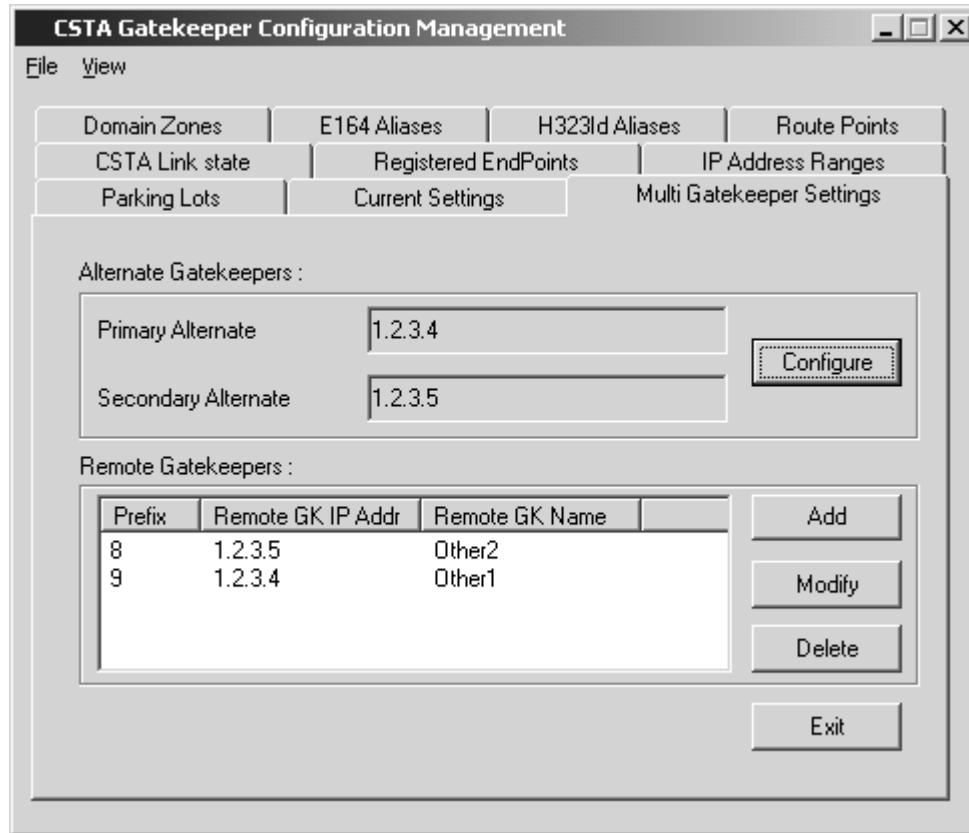 CSTA Gatekeeper Configuration Management
File View
Domain Zones E164 Aliases H323Id Aliases Route Points
CSTA Link state Registered EndPoints IP Address Ranges
Parking Lots Current Settings Multi Gatekeeper Settings
Alternate Gatekeepers :
Primary Alternate 1.2.3.4
Configure
Secondary Alternate 1.2.3.5
Remote Gatekeepers :
Prefix Remote GK IP Addr Remote GK Name
8 1.2.3.5 Other2
9 1.2.3.4 Other1
Add
Modify
Delete
Exit